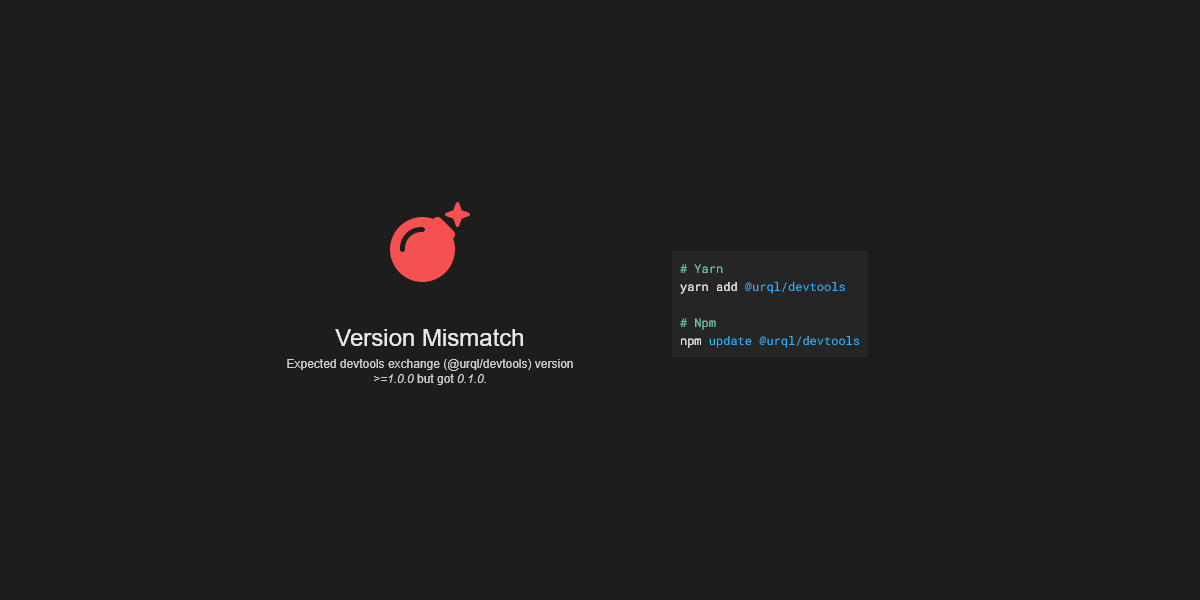 Version Mismatch
Expected devtools exchange (@urql/devtools) version
>=1.0.0 but got 0.1.0.
# Yarn
yarn add @urql/devtools
# Npm
npm update @urql/devtools